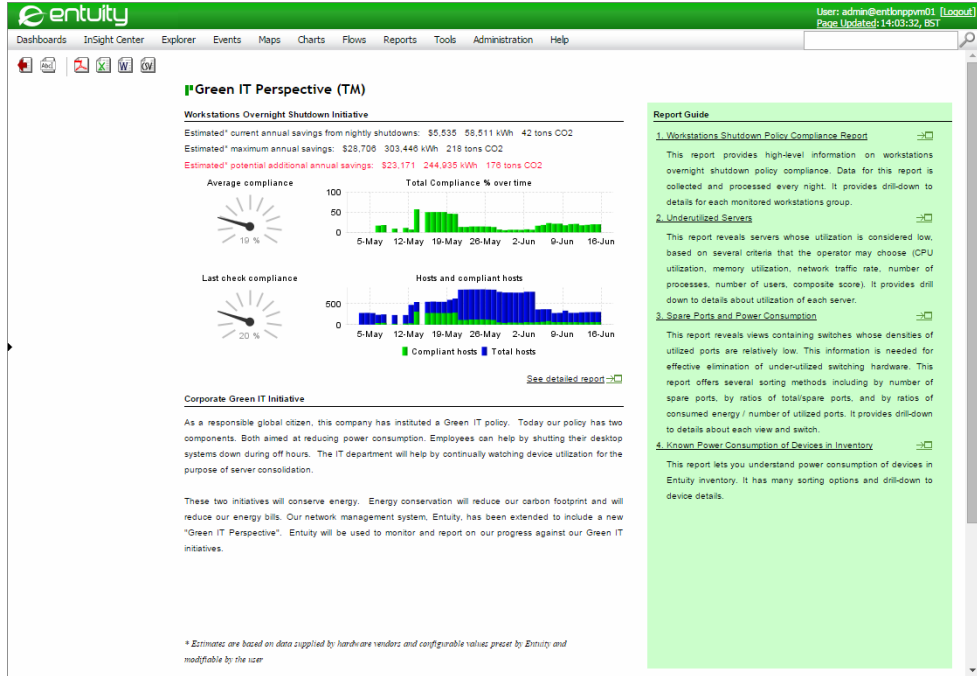 entuity
User: admin@entlonppvm01 [Logout]
Page Updated: 14:03:32, BST
Dashboards InSight Center Explorer Events Maps Charts Flows Reports Tools Administration Help
Green IT Perspective (TM)
Workstations Overnight Shutdown Initiative
Estimated* current annual savings from nightly shutdowns: $5,535 58,511 kWh 42 tons CO2
Estimated* maximum annual savings: $28,706 303,446 kWh 218 tons CO2
Estimated* potential additional annual savings: $23,171 244,935 kWh 176 tons CO2
Average compliance
19 %
Total Compliance % over time
100
50
0
5-May 12-May 19-May 26-May 2-Jun 9-Jun 16-Jun
Last check compliance
20 %
Hosts and compliant hosts
500
0
5-May 12-May 19-May 26-May 2-Jun 9-Jun 16-Jun
Compliant hosts Total hosts
See detailed report
Corporate Green IT Initiative
As a responsible global citizen, this company has instituted a Green IT policy. Today our policy has two
components. Both aimed at reducing power consumption. Employees can help by shutting their desktop
systems down during off hours. The IT department will help by continually watching device utilization for the
purpose of server consolidation.
These two initiatives will conserve energy. Energy conservation will reduce our carbon footprint and will
reduce our energy bills. Our network management system, Entuity, has been extended to include a new
"Green IT Perspective". Entuity will be used to monitor and report on our progress against our Green IT
initiatives.
* Estimates are based on data supplied by hardware vendors and configurable values preset by Entuity and
modifiable by the user
Report Guide
1. Workstations Shutdown Policy Compliance Report
This report provides high-level information on workstations
overnight shutdown policy compliance. Data for this report is
collected and processed every night. It provides drill-down to
details for each monitored workstations group.
2. Underutilized Servers
This report reveals servers whose utilization is considered low,
based on several criteria that the operator may choose (CPU
utilization, memory utilization, network traffic rate, number of
processes, number of users, composite score). It provides drill
down to details about utilization of each server.
3. Spare Ports and Power Consumption
This report reveals views containing switches whose densities of
utilized ports are relatively low. This information is needed for
effective elimination of under-utilized switching hardware. This
report offers several sorting methods including by number of
spare ports, by ratios of total/spare ports, and by ratios of
consumed energy / number of utilized ports. It provides drill-down
to details about each view and switch.
4. Known Power Consumption of Devices in Inventory
This report lets you understand power consumption of devices in
Entuity inventory. It has many sorting options and drill-down to
device details.